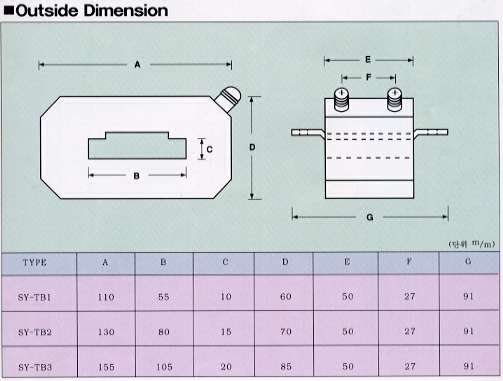 ■Outside Dimension
A
E
F
C
D
B
G
(단위 m/m)
TYPE A B C D E F G
SY-TB1 110 55 10 60 50 27 91
SY-TB2 130 80 15 70 50 27 91
SY-TB3 155 105 20 85 50 27 91